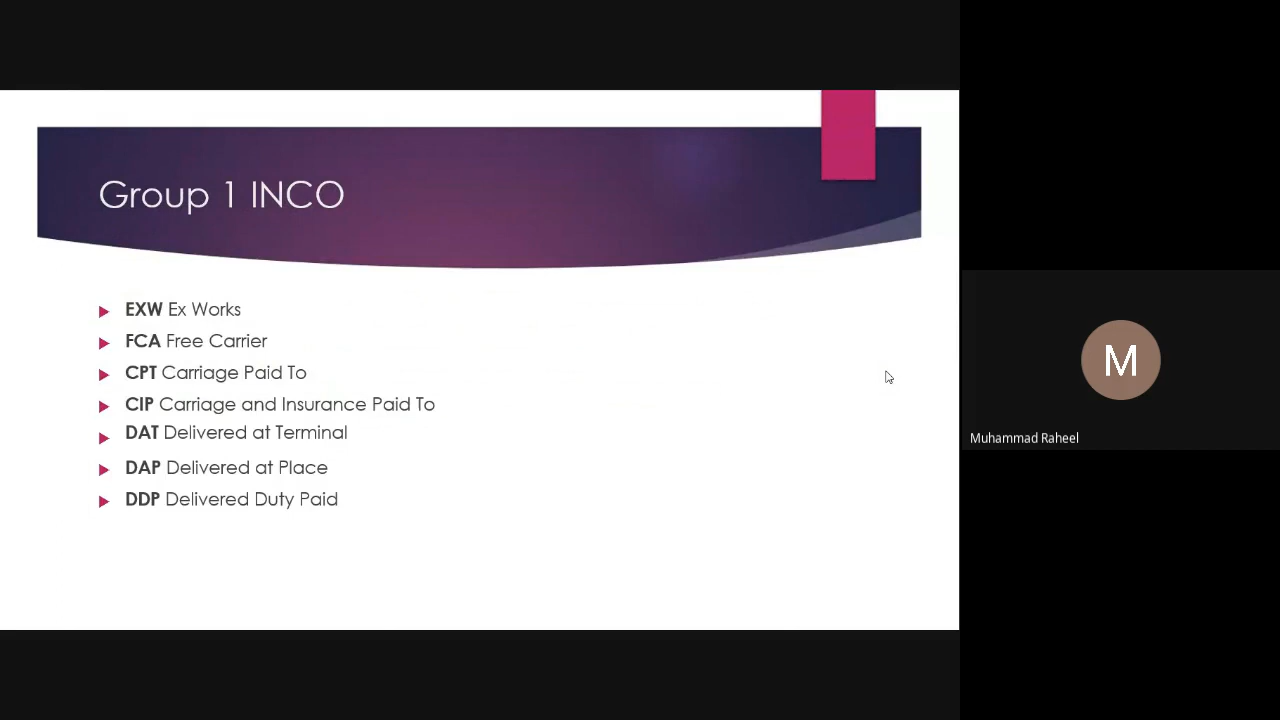 Group 1 INCO
EXW Ex Works
FCA Free Carrier
CPT Carriage Paid To
CIP Carriage and Insurance Paid To
DAT Delivered at Terminal
DAP Delivered at Place
DDP Delivered Duty Paid
M
Muhammad Raheel